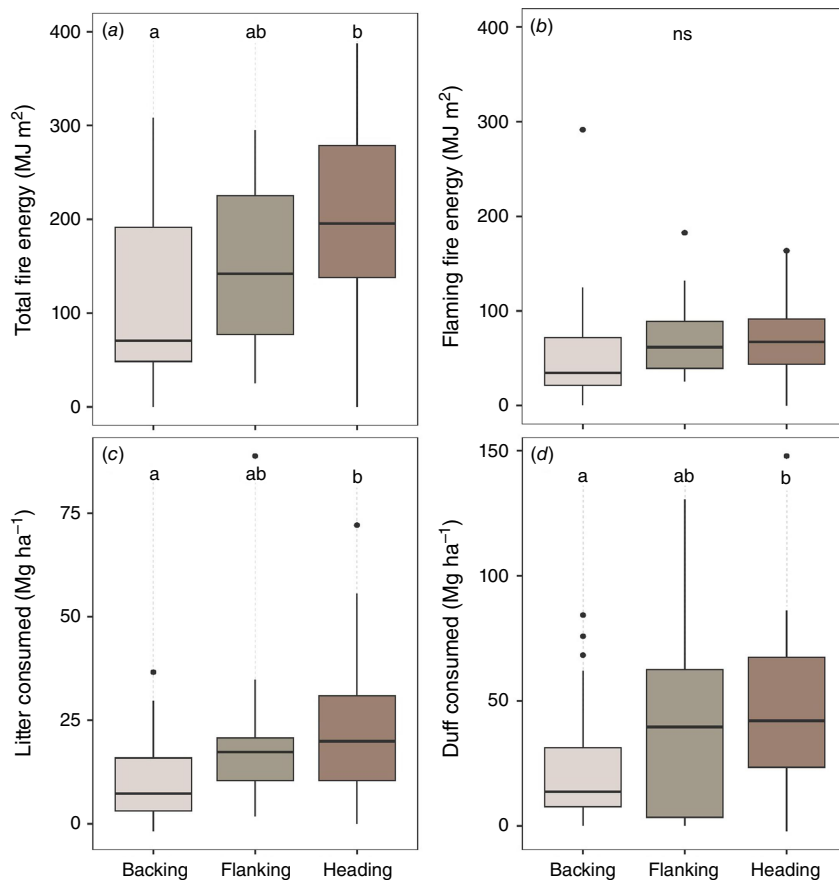 (a) a ab b
Total fire energy (MJ m²)
400
300
200
100
0
(b) ns
Flaming fire energy (MJ m²)
400
300
200
100
0
(c) a ab b
Litter consumed (Mg ha⁻¹)
75
50
25
0
Backing Flanking Heading
(d) a ab b
Duff consumed (Mg ha⁻¹)
150
100
50
0
Backing Flanking Heading